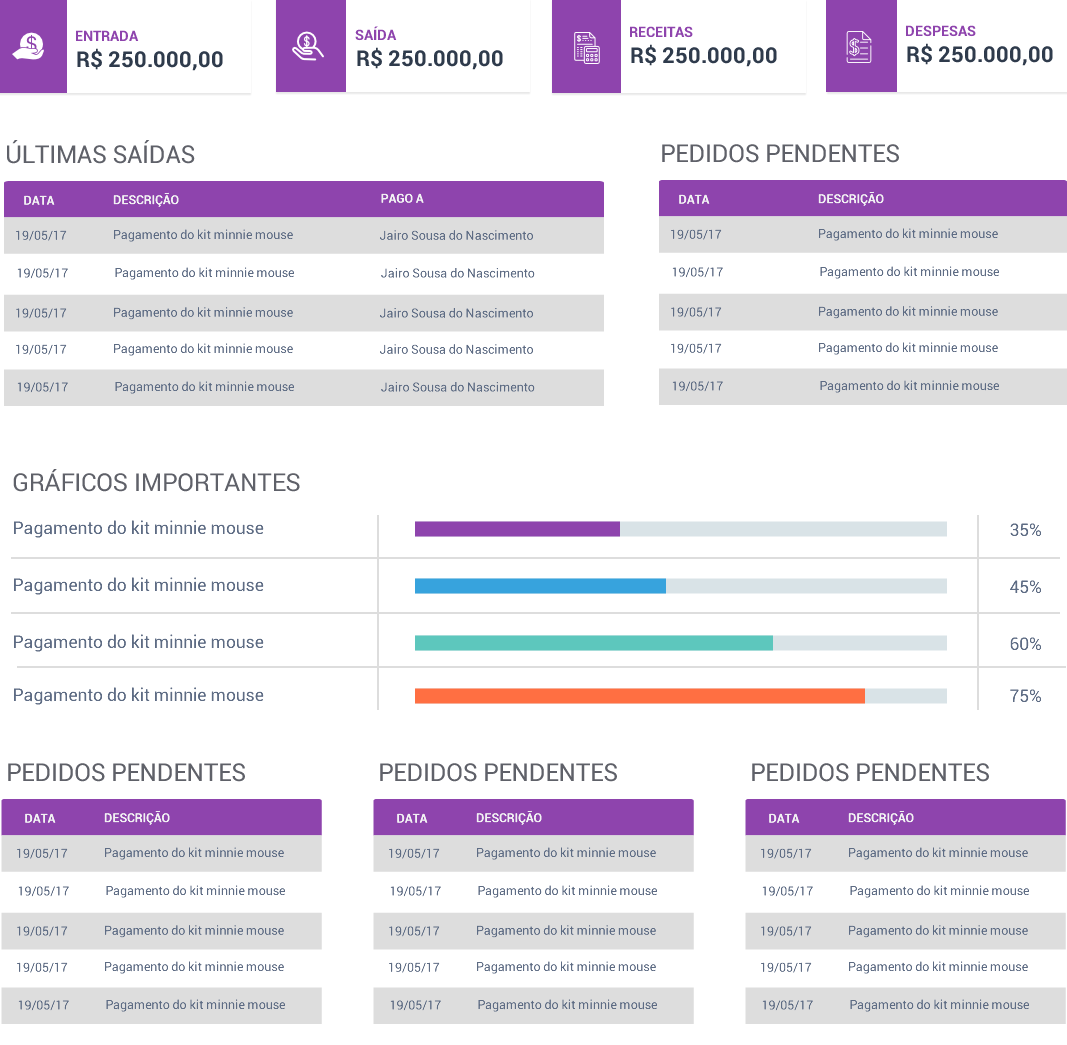 ENTRADA
R$ 250.000,00
SAÍDA
R$ 250.000,00
RECEITAS
R$ 250.000,00
DESPESAS
R$ 250.000,00
ÚLTIMAS SAÍDAS
DATA DESCRIÇÃO PAGO A
19/05/17 Pagamento do kit minnie mouse Jairo Sousa do Nascimento
19/05/17 Pagamento do kit minnie mouse Jairo Sousa do Nascimento
19/05/17 Pagamento do kit minnie mouse Jairo Sousa do Nascimento
19/05/17 Pagamento do kit minnie mouse Jairo Sousa do Nascimento
19/05/17 Pagamento do kit minnie mouse Jairo Sousa do Nascimento
PEDIDOS PENDENTES
DATA DESCRIÇÃO
19/05/17 Pagamento do kit minnie mouse
19/05/17 Pagamento do kit minnie mouse
19/05/17 Pagamento do kit minnie mouse
19/05/17 Pagamento do kit minnie mouse
19/05/17 Pagamento do kit minnie mouse
GRÁFICOS IMPORTANTES
Pagamento do kit minnie mouse 35%
Pagamento do kit minnie mouse 45%
Pagamento do kit minnie mouse 60%
Pagamento do kit minnie mouse 75%
PEDIDOS PENDENTES
DATA DESCRIÇÃO
19/05/17 Pagamento do kit minnie mouse
19/05/17 Pagamento do kit minnie mouse
19/05/17 Pagamento do kit minnie mouse
19/05/17 Pagamento do kit minnie mouse
19/05/17 Pagamento do kit minnie mouse
PEDIDOS PENDENTES
DATA DESCRIÇÃO
19/05/17 Pagamento do kit minnie mouse
19/05/17 Pagamento do kit minnie mouse
19/05/17 Pagamento do kit minnie mouse
19/05/17 Pagamento do kit minnie mouse
19/05/17 Pagamento do kit minnie mouse
PEDIDOS PENDENTES
DATA DESCRIÇÃO
19/05/17 Pagamento do kit minnie mouse
19/05/17 Pagamento do kit minnie mouse
19/05/17 Pagamento do kit minnie mouse
19/05/17 Pagamento do kit minnie mouse
19/05/17 Pagamento do kit minnie mouse